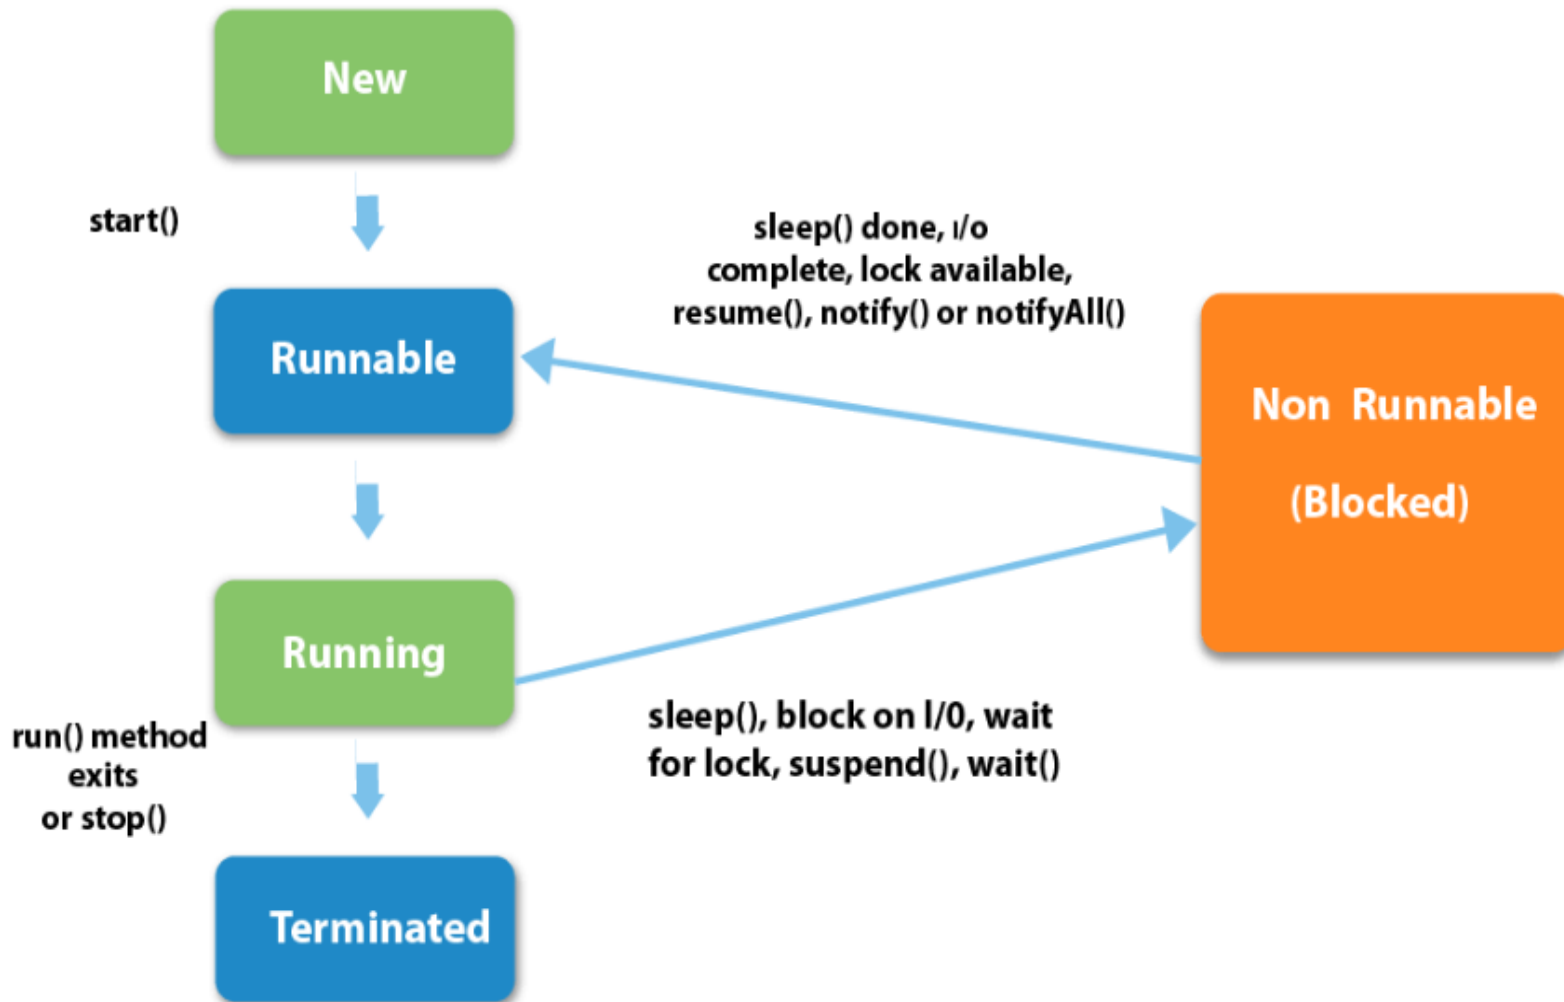 New
start()
sleep() done, ı/o
complete, lock available,
resume(), notify() or notifyAll()
Runnable
Non Runnable
(Blocked)
Running
sleep(), block on l/0, wait
for lock, suspend(), wait()
run() method
exits
or stop()
Terminated